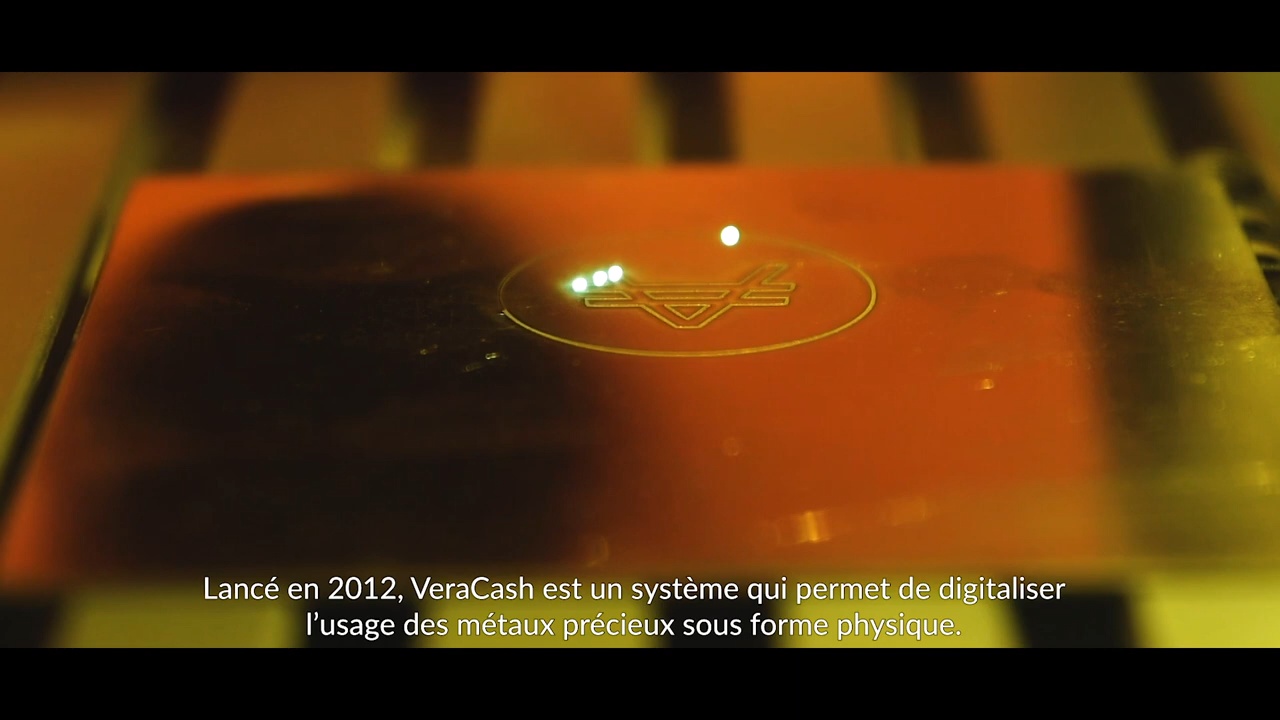 Lancé en 2012, VeraCash est un système qui permet de digitaliser
l’usage des métaux précieux sous forme physique.